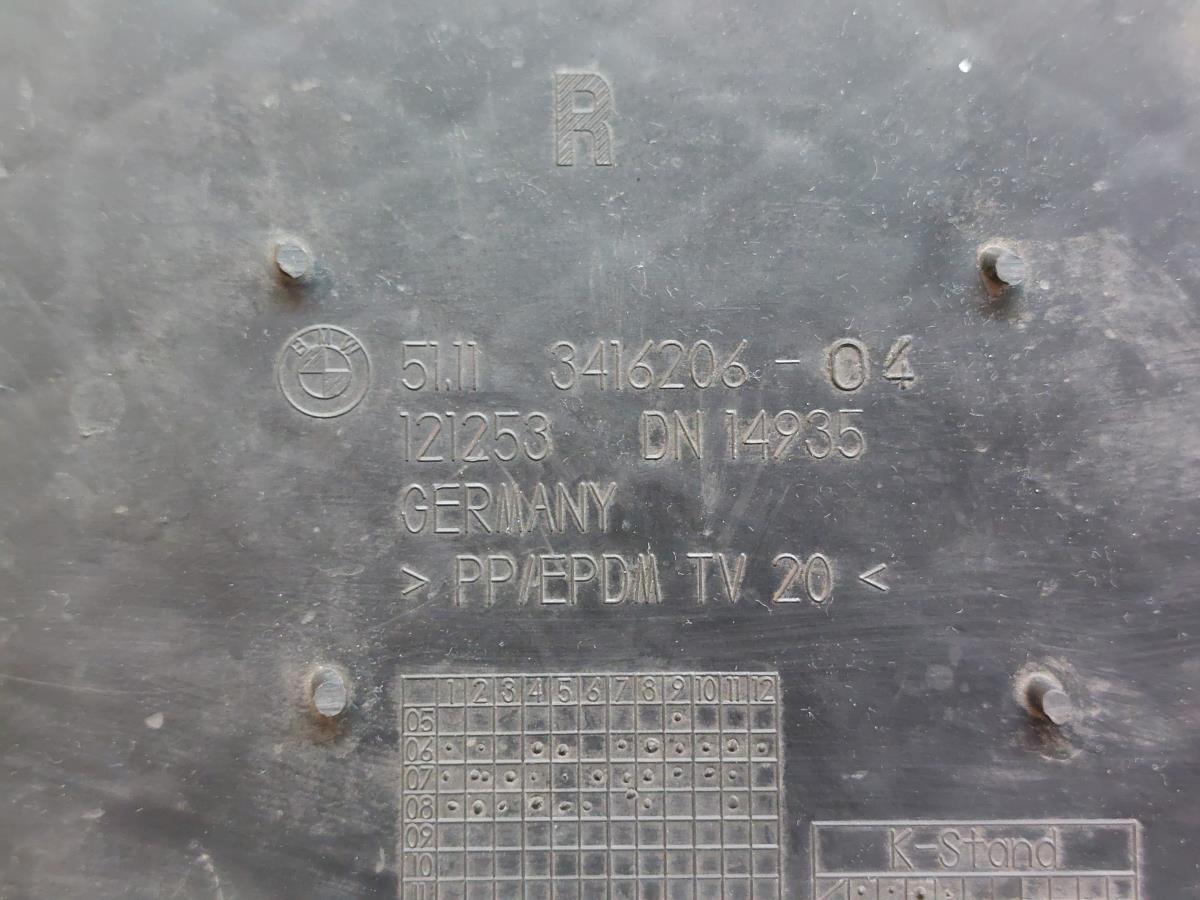 R
BMW 51.11 3416206 - 04
121253 DN 14935
GERMANY
> PP/EPDM TV 20 <
1 2 3 4 5 6 7 8 9 10 11 12
05
06
07
08
09
10
11
K-Stand